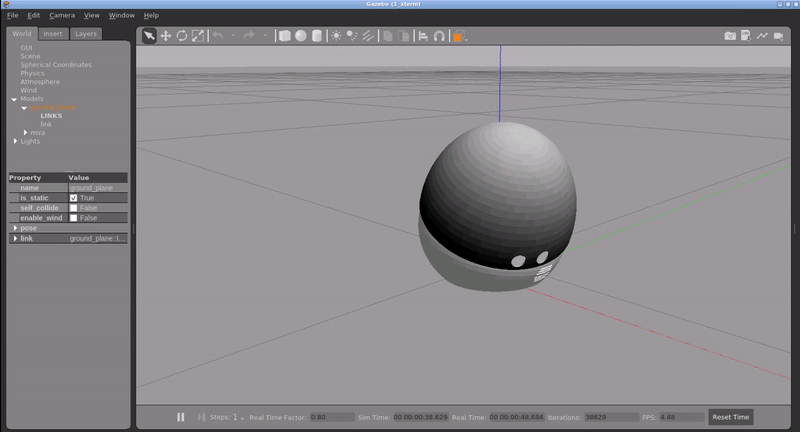 Gazebo (1_xterm)
File Edit Camera View Window Help
World Insert Layers
GUI
Scene
Spherical Coordinates
Physics
Atmosphere
Wind
Models
LINKS
link
mira
Lights
Property Value
name ground_plane
is_static True
self_collide False
enable_wind False
pose
link ground_plane::l...
Steps: 1 Real Time Factor: 0.80 Sim Time: 00 00:00:38.629 Real Time: 00 00:00:48.684 Iterations: 38629 FPS: 4.48 Reset Time